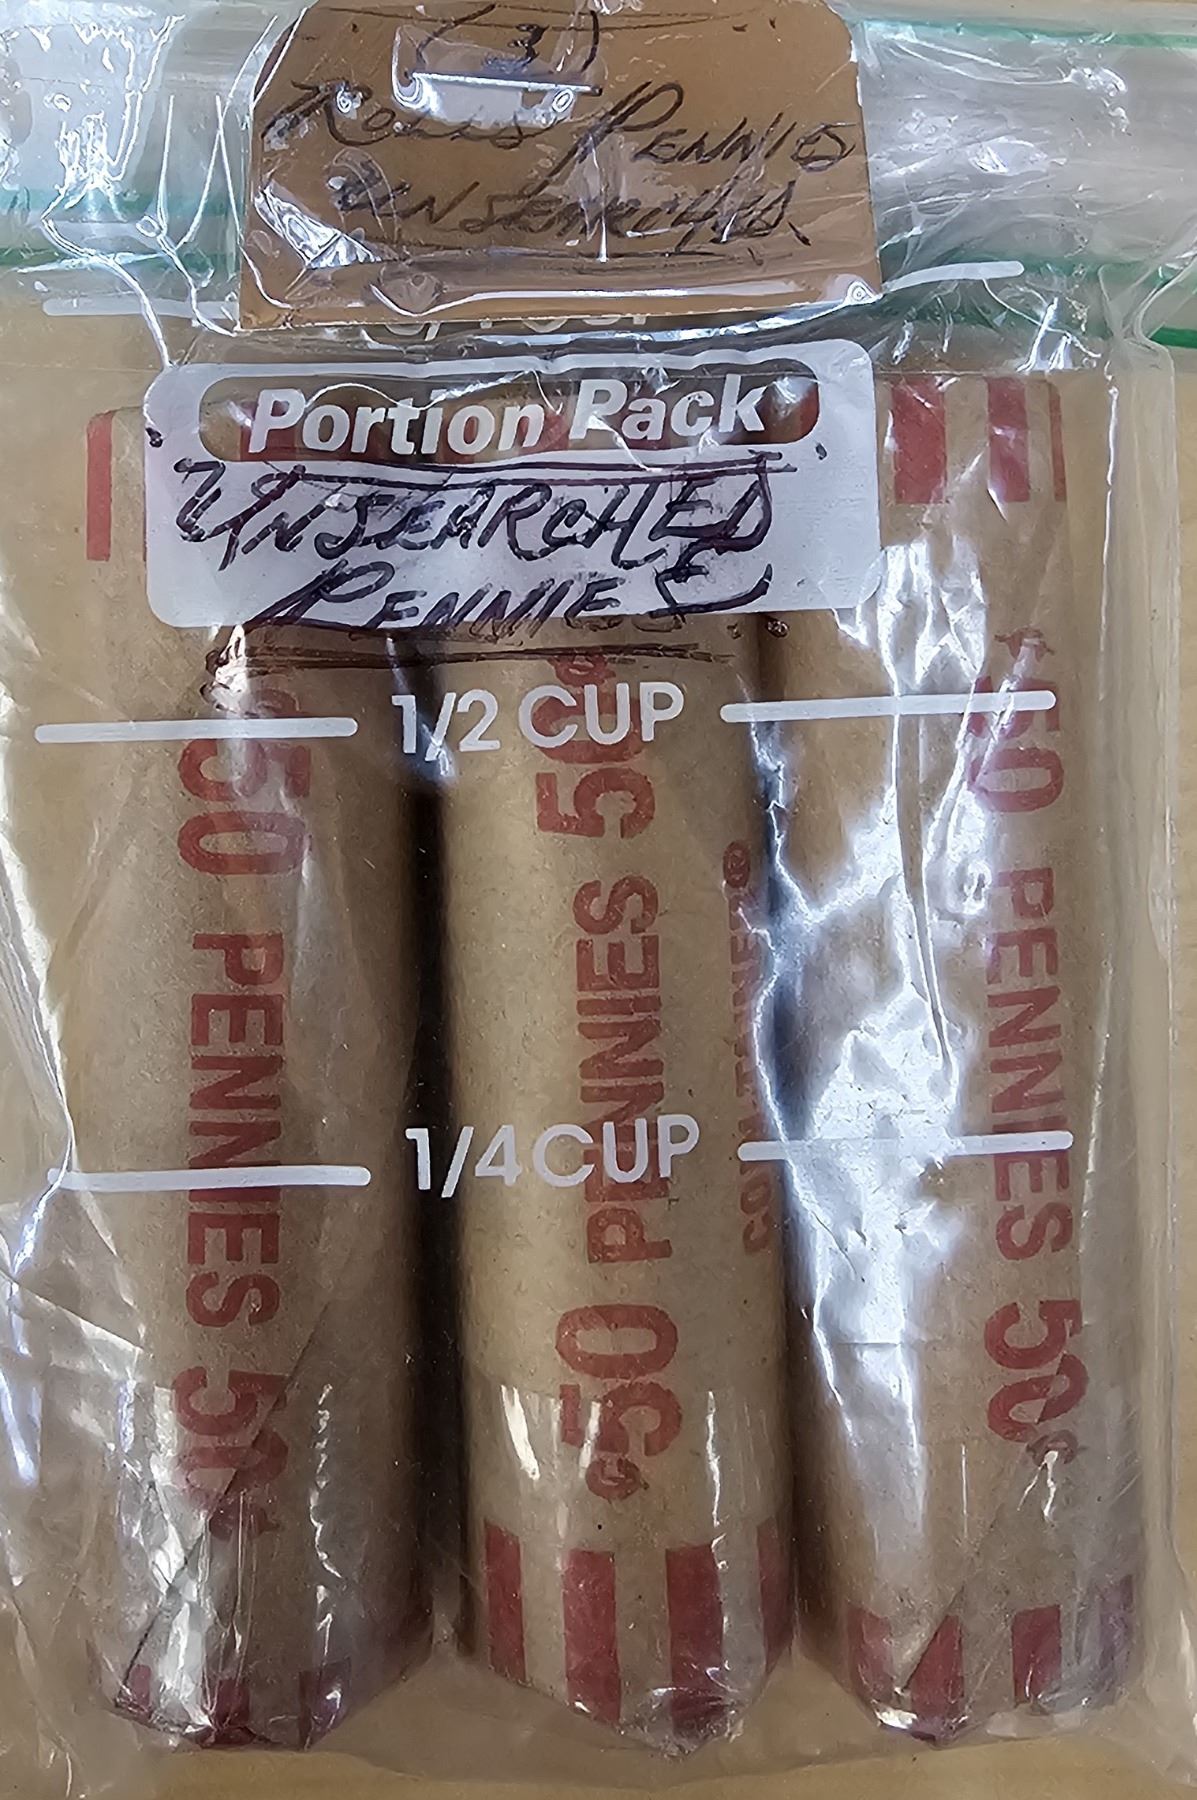 (3)
Rolls Pennies
Unsearched
Portion Pack
UNSEARCHED
PENNIES
1/2 CUP
1/4 CUP
50 PENNIES 50¢
¢50 PENNIES 50¢
50 PENNIES 50¢